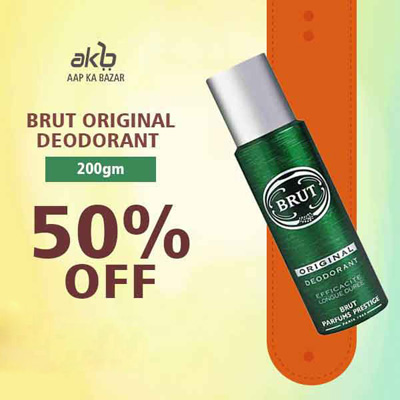 akb
AAP KA BAZAR
BRUT ORIGINAL
DEODORANT
200gm
50%
OFF
BRUT
ORIGINAL
DEODORANT
EFFICACITÉ
LONGUE DURÉE
BRUT
PARFUMS PRESTIGE